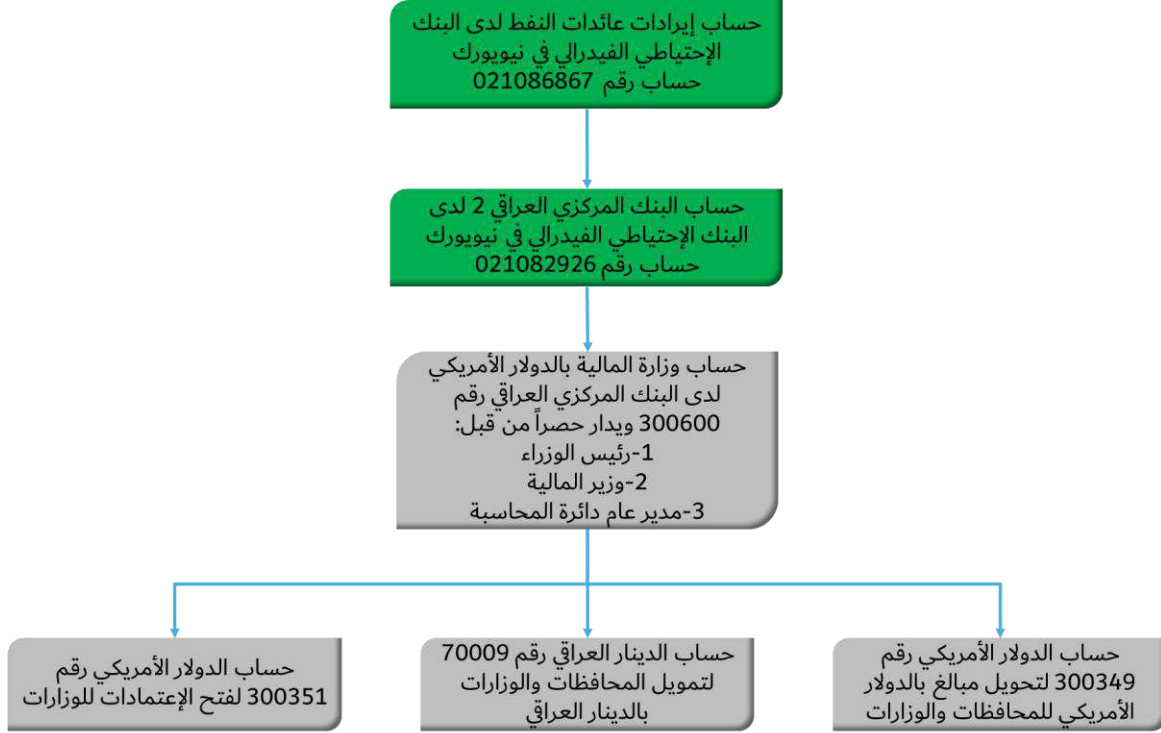 حساب إيرادات عائدات النفط لدى البنك
الإحتياطي الفيدرالي في نيويورك
حساب رقم 021086867
حساب البنك المركزي العراقي 2 لدى
البنك الإحتياطي الفيدرالي في نيويورك
حساب رقم 021082926
حساب وزارة المالية بالدولار الأمريكي
لدى البنك المركزي العراقي رقم
300600 ويدار حصراً من قبل:
1-رئيس الوزراء
2-وزير المالية
3-مدير عام دائرة المحاسبة
حساب الدولار الأمريكي رقم
300349 لتحويل مبالغ بالدولار
الأمريكي للمحافظات والوزارات
حساب الدينار العراقي رقم 70009
لتمويل المحافظات والوزارات
بالدينار العراقي
حساب الدولار الأمريكي رقم
300351 لفتح الإعتمادات للوزارات